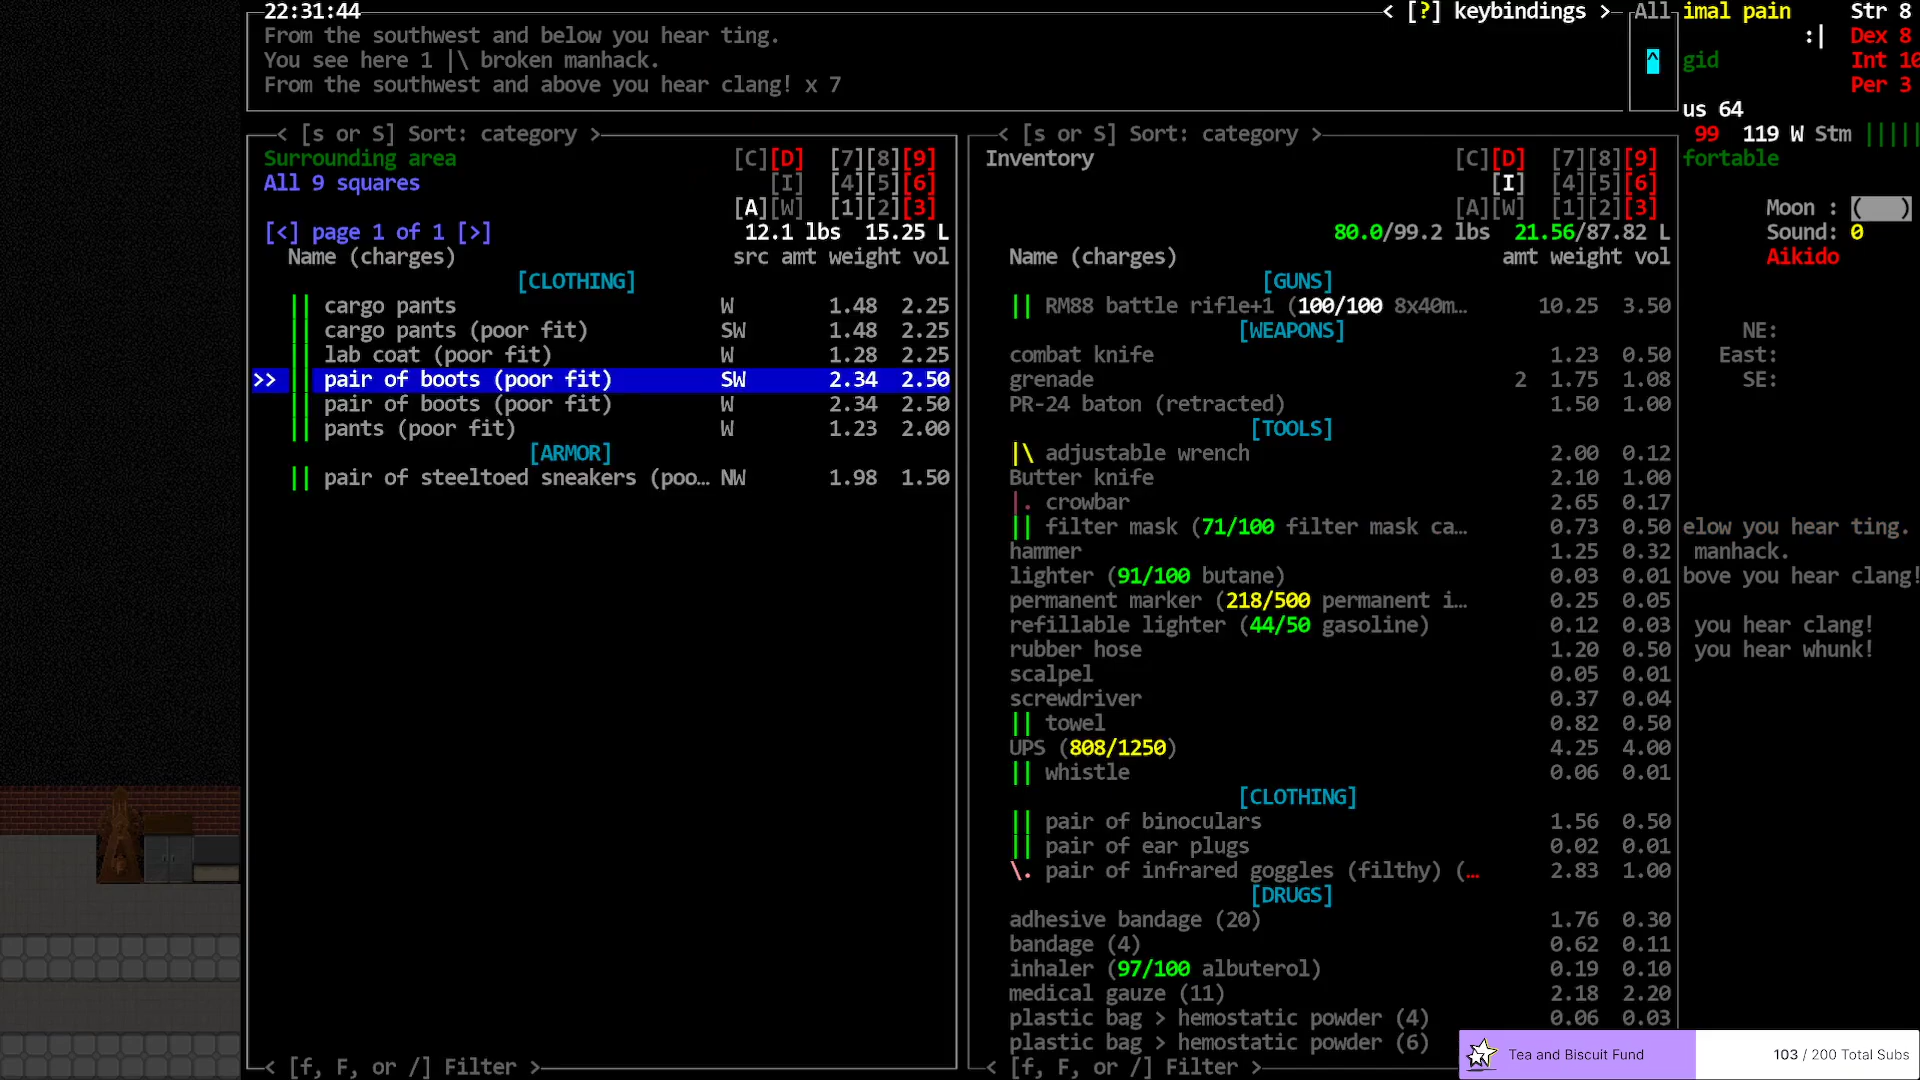 22:31:44
< [?] keybindings >
All
imal pain
Str 8
From the southwest and below you hear ting.
:|
Dex 8
You see here 1 |\ broken manhack.
^
gid
Int 10
From the southwest and above you hear clang! x 7
Per 3
us 64
< [s or S] Sort: category >
< [s or S] Sort: category >
99 119 W Stm |||||
Surrounding area
[C][D] [7][8][9]
Inventory
[C][D] [7][8][9]
fortable
All 9 squares
[I] [4][5][6]
[I] [4][5][6]
[A][W] [1][2][3]
[A][W] [1][2][3]
Moon : (   )
[<] page 1 of 1 [>]
12.1 lbs 15.25 L
80.0/99.2 lbs 21.56/87.82 L
Sound: 0
Name (charges) src amt weight vol
Name (charges) amt weight vol
Aikido
[CLOTHING]
[GUNS]
|| cargo pants W 1.48 2.25
|| RM88 battle rifle+1 (100/100 8x40m… 10.25 3.50
|| cargo pants (poor fit) SW 1.48 2.25
[WEAPONS]
NE:
|| lab coat (poor fit) W 1.28 2.25
combat knife 1.23 0.50
East:
>> || pair of boots (poor fit) SW 2.34 2.50
grenade 2 1.75 1.08
SE:
|| pair of boots (poor fit) W 2.34 2.50
PR-24 baton (retracted) 1.50 1.00
|| pants (poor fit) W 1.23 2.00
[TOOLS]
[ARMOR]
|\ adjustable wrench 2.00 0.12
|| pair of steeltoed sneakers (poo… NW 1.98 1.50
Butter knife 2.10 1.00
|. crowbar 2.65 0.17
|| filter mask (71/100 filter mask ca… 0.73 0.50
elow you hear ting.
hammer 1.25 0.32
manhack.
lighter (91/100 butane) 0.03 0.01
bove you hear clang!
permanent marker (218/500 permanent i… 0.25 0.05
refillable lighter (44/50 gasoline) 0.12 0.03
you hear clang!
rubber hose 1.20 0.50
you hear whunk!
scalpel 0.05 0.01
screwdriver 0.37 0.04
|| towel 0.82 0.50
UPS (808/1250) 4.25 4.00
|| whistle 0.06 0.01
[CLOTHING]
|| pair of binoculars 1.56 0.50
|| pair of ear plugs 0.02 0.01
\. pair of infrared goggles (filthy) (… 2.83 1.00
[DRUGS]
adhesive bandage (20) 1.76 0.30
bandage (4) 0.62 0.11
inhaler (97/100 albuterol) 0.19 0.10
medical gauze (11) 2.18 2.20
plastic bag > hemostatic powder (4) 0.06 0.03
plastic bag > hemostatic powder (6)
Tea and Biscuit Fund
103 / 200 Total Subs
< [f, F, or /] Filter >
< [f, F, or /] Filter >